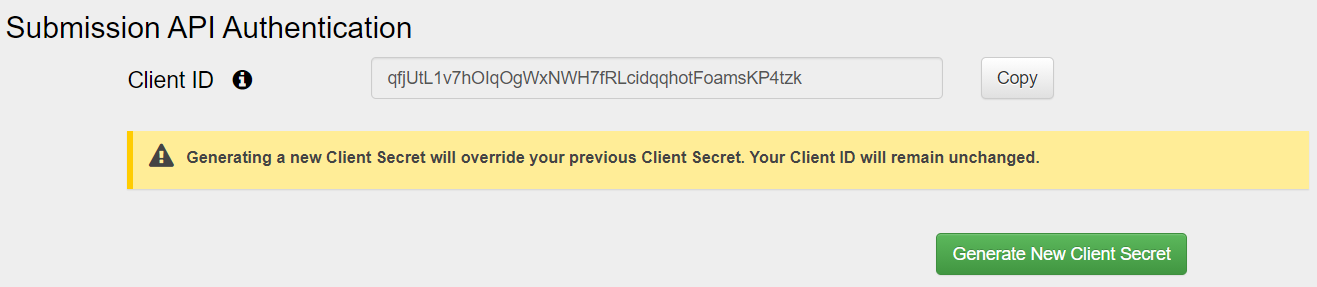 Submission API Authentication
Client ID
qfjUtL1v7hOIqOgWxNWH7fRLcidqqhotFoamsKP4tzk
Copy
Generating a new Client Secret will override your previous Client Secret. Your Client ID will remain unchanged.
Generate New Client Secret